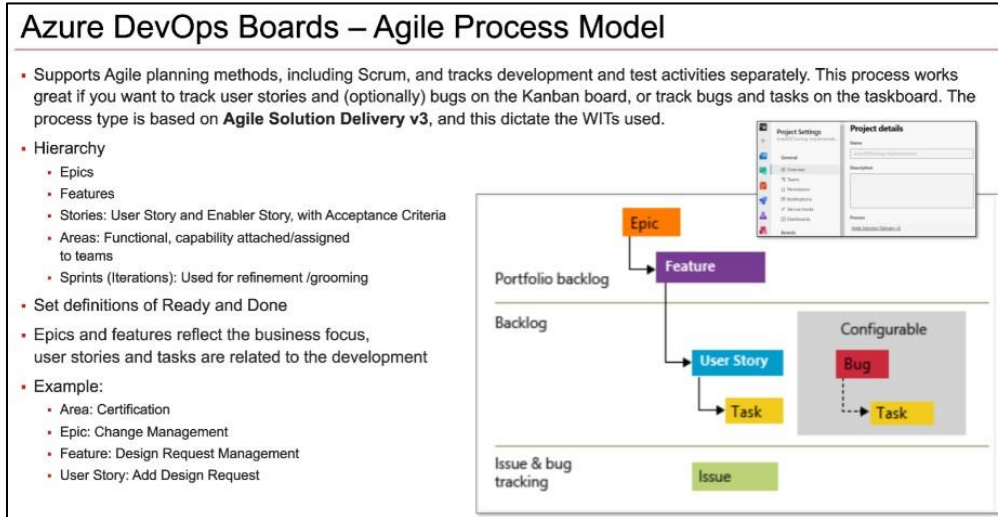 Azure DevOps Boards – Agile Process Model
▪ Supports Agile planning methods, including Scrum, and tracks development and test activities separately. This process works
great if you want to track user stories and (optionally) bugs on the Kanban board, or track bugs and tasks on the taskboard. The
process type is based on Agile Solution Delivery v3, and this dictate the WITs used.
▪ Hierarchy
▪ Epics
▪ Features
▪ Stories: User Story and Enabler Story, with Acceptance Criteria
▪ Areas: Functional, capability attached/assigned
to teams
▪ Sprints (Iterations): Used for refinement /grooming
▪ Set definitions of Ready and Done
▪ Epics and features reflect the business focus,
user stories and tasks are related to the development
▪ Example:
▪ Area: Certification
▪ Epic: Change Management
▪ Feature: Design Request Management
▪ User Story: Add Design Request
Project Settings
General
Overview
Teams
Permissions
Notifications
Service hooks
Dashboards
Boards
Project details
Name
Description
Process
Agile Solution Delivery v3
Epic
Feature
Portfolio backlog
Backlog
Configurable
User Story
Bug
Task
Task
Issue & bug
tracking
Issue